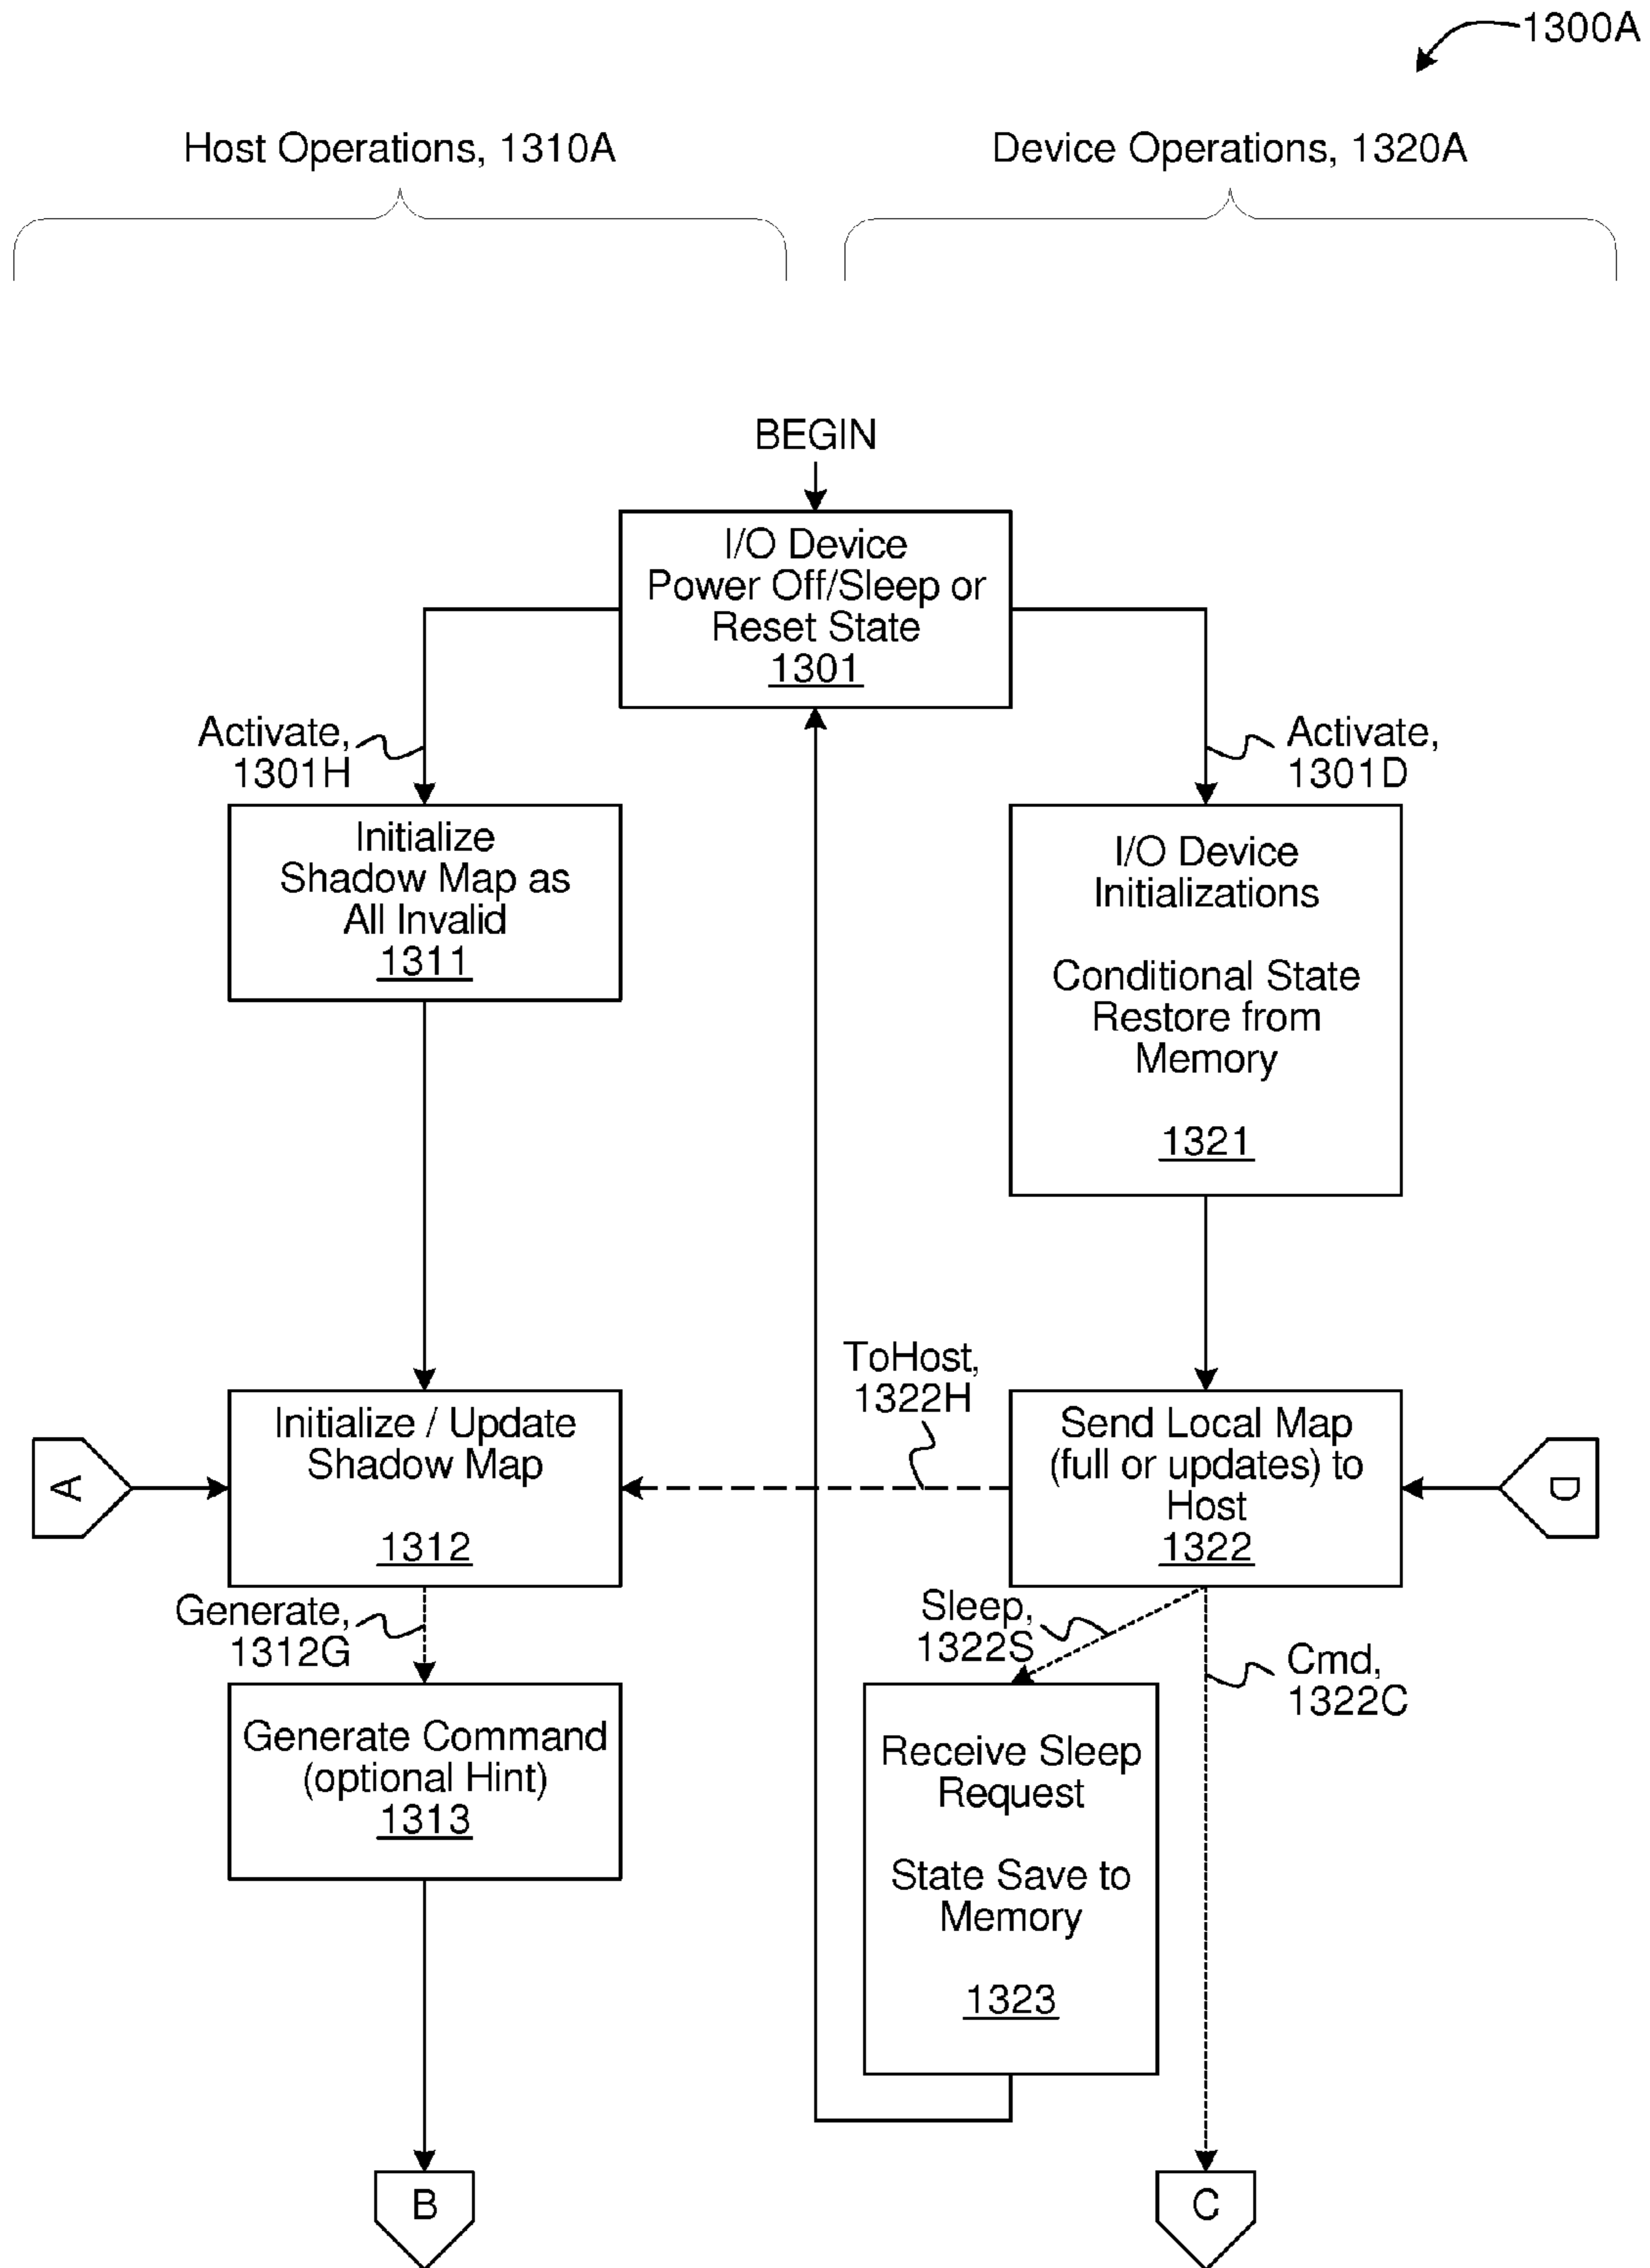 1300A
Host Operations, 1310A
Device Operations, 1320A
BEGIN
I/O Device
Power Off/Sleep or
Reset State
1301
Activate,
1301H
Activate,
1301D
Initialize
Shadow Map as
All Invalid
1311
I/O Device
Initializations
Conditional State
Restore from
Memory
1321
ToHost,
1322H
A
Initialize / Update
Shadow Map
1312
Send Local Map
(full or updates) to
Host
1322
D
Generate,
1312G
Sleep,
1322S
Cmd,
1322C
Generate Command
(optional Hint)
1313
Receive Sleep
Request
State Save to
Memory
1323
B
C